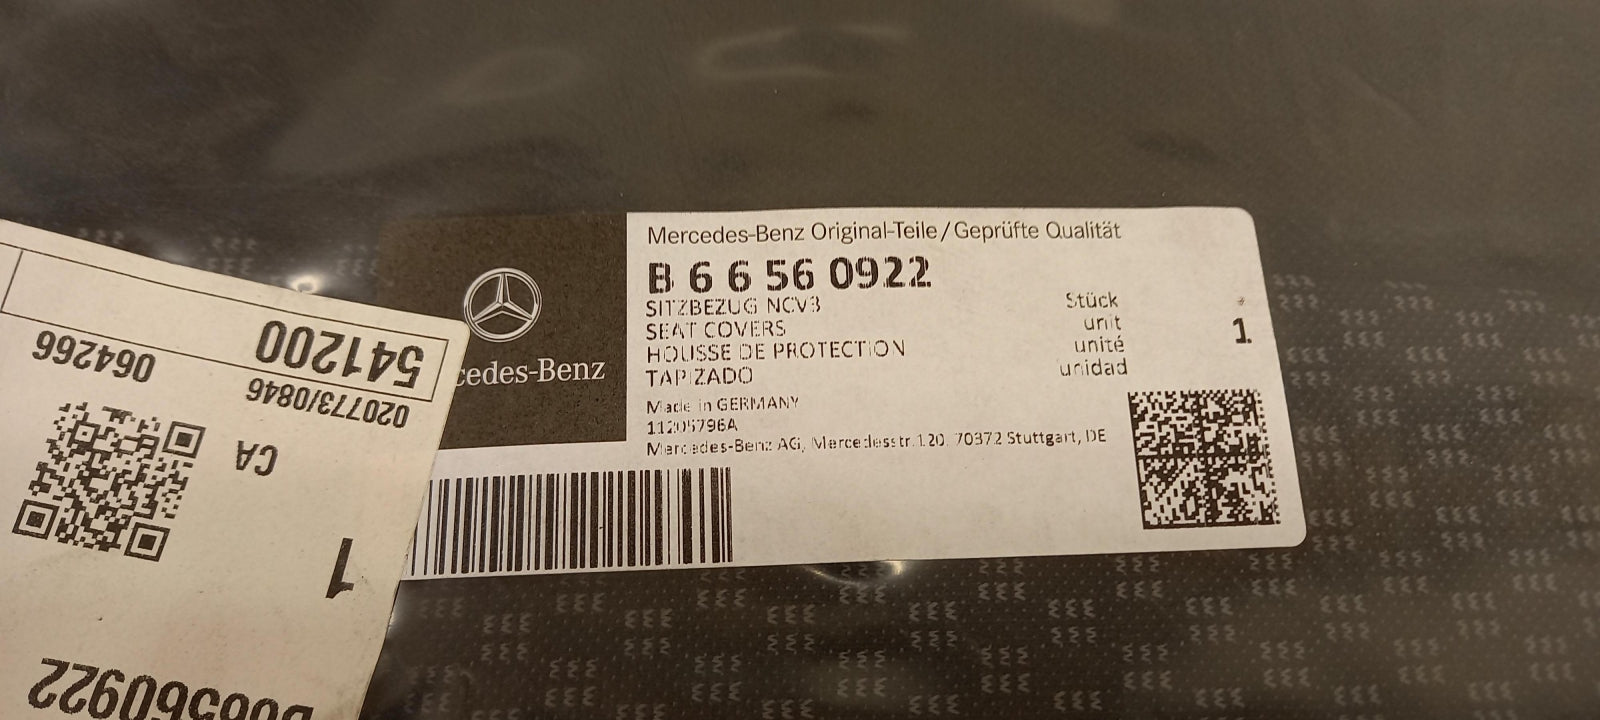 Mercedes-Benz Original-Teile/Geprüfte Qualität
B 6 6 56 0922
SITZBEZUG NCV3
SEAT COVERS
HOUSSE DE PROTECTION
TAPIZADO
Stück
unit
unité
unidad
1
Made in GERMANY
11205796A
Mercedes-Benz AG, Mercedesstr.120, 70372 Stuttgart, DE
cedes-Benz
541200
064266
020773/0846
CA
1
B66560922